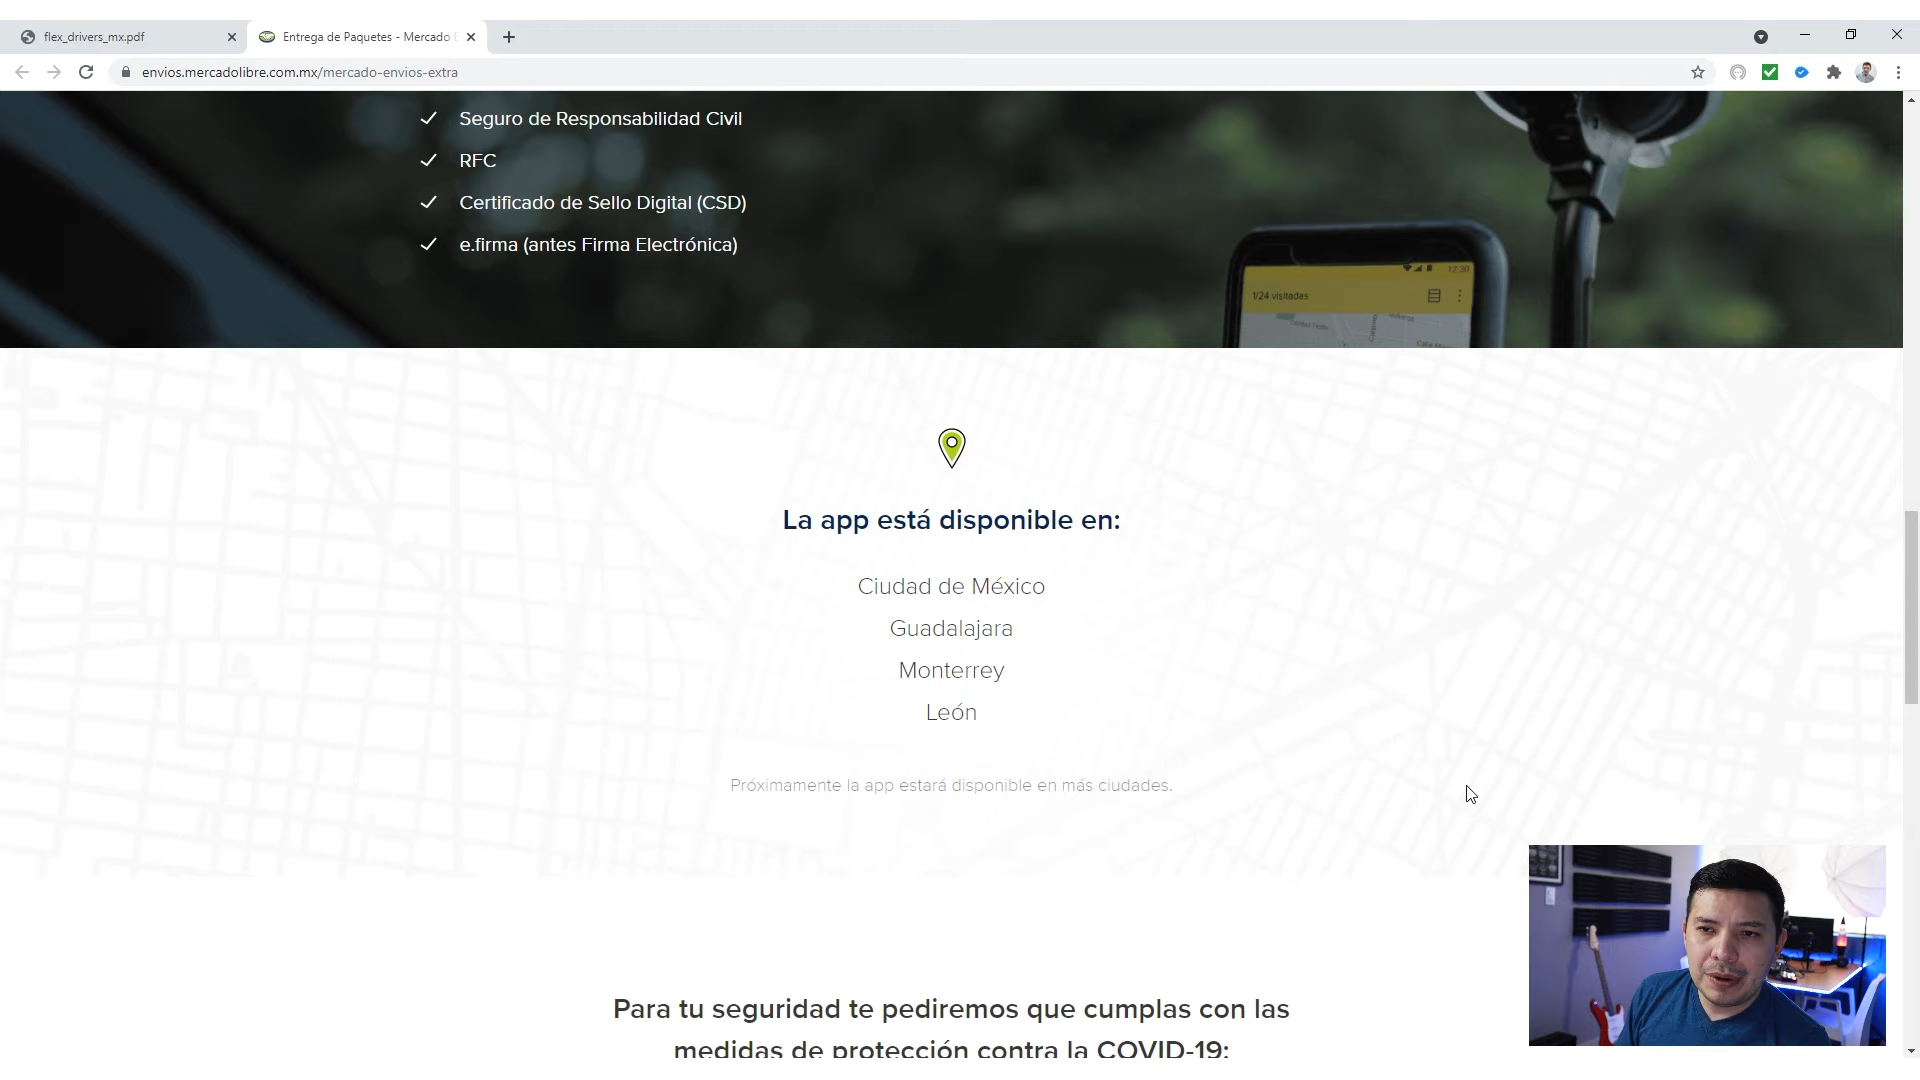 flex_drivers_mx.pdf
Entrega de Paquetes - Mercado E
envios.mercadolibre.com.mx/mercado-envios-extra
Seguro de Responsabilidad Civil
RFC
Certificado de Sello Digital (CSD)
e.firma (antes Firma Electrónica)
12:30
1/24 visitadas
La app está disponible en:
Ciudad de México
Guadalajara
Monterrey
León
Próximamente la app estará disponible en más ciudades.
Para tu seguridad te pediremos que cumplas con las
medidas de protección contra la COVID-19: